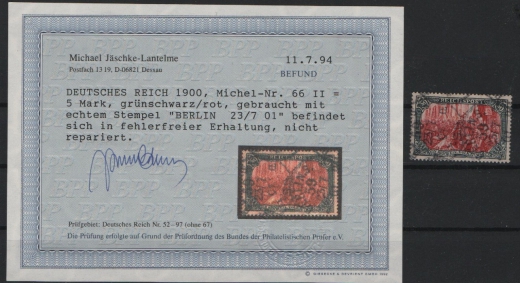 Michael Jäschke-Lantelme
Postfach 13 19, D-06821 Dessau
11.7.94
BEFUND
DEUTSCHES REICH 1900, Michel-Nr. 66 II =
5 Mark, grünschwarz/rot, gebraucht mit
echtem Stempel "BERLIN 23/7 01" befindet
sich in fehlerfreier Erhaltung, nicht
repariert.
REICHSPOST
REICHSPOST
Prüfgebiet: Deutsches Reich Nr. 52 - 97 (ohne 67)
Die Prüfung erfolgte auf Grund der Prüfordnung des Bundes der Philatelistischen Prüfer e.V.